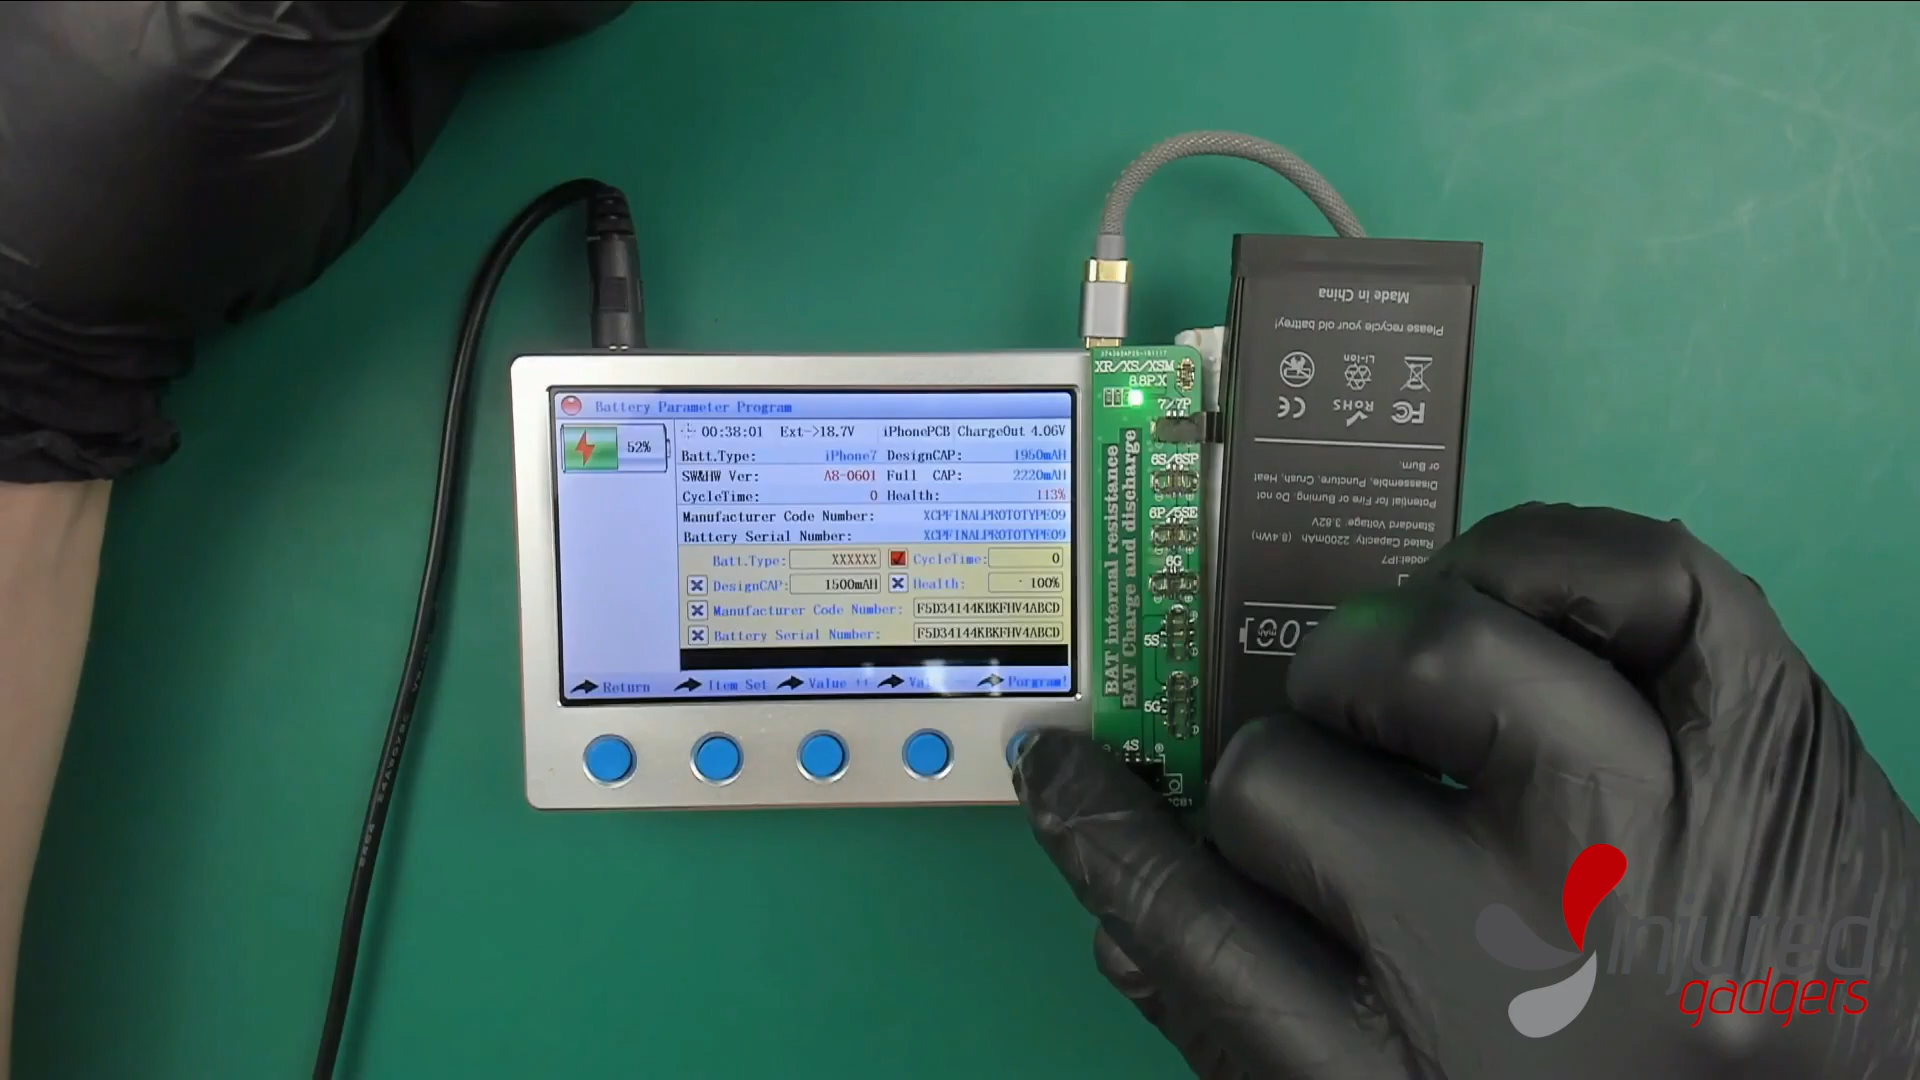 Battery Parameter Program
52%
00:38:01 Ext->18.7V iPhonePCB ChargeOut 4.06V
Batt.Type: iPhone7 DesignCAP: 1950mAH
SW&HW Ver: A8-0601 Full CAP: 2220mAH
CycleTime: 0 Health: 113%
Manufacturer Code Number: XCPFINALPROTOTYPE09
Battery Serial Number: XCPFINALPROTOTYPE09
Batt.Type: XXXXXX CycleTime: 0
DesignCAP: 1500mAH Health: 100%
Manufacturer Code Number: F5D34144KBKFHV4ABCD
Battery Serial Number: F5D34144KBKFHV4ABCD
Return Item Set Value ++ Porgram!
XR/XS/XSM
8.8P.X
7/7P
6S/6SP
6P/5SE
6G
5S
5G
4S
BAT internal resistance
BAT Charge and discharge
Made in China
Please recycle your old battrey!
Li-ion
CE RoHS FC
Potential for Fire or Burning. Do not
Disassemble, Puncture, Crush, Heat
or Burn.
Standard Voltage: 3.82V
Rated Capacity: 2200mAH (8.4Wh)
Model:IP7
injured
gadgets